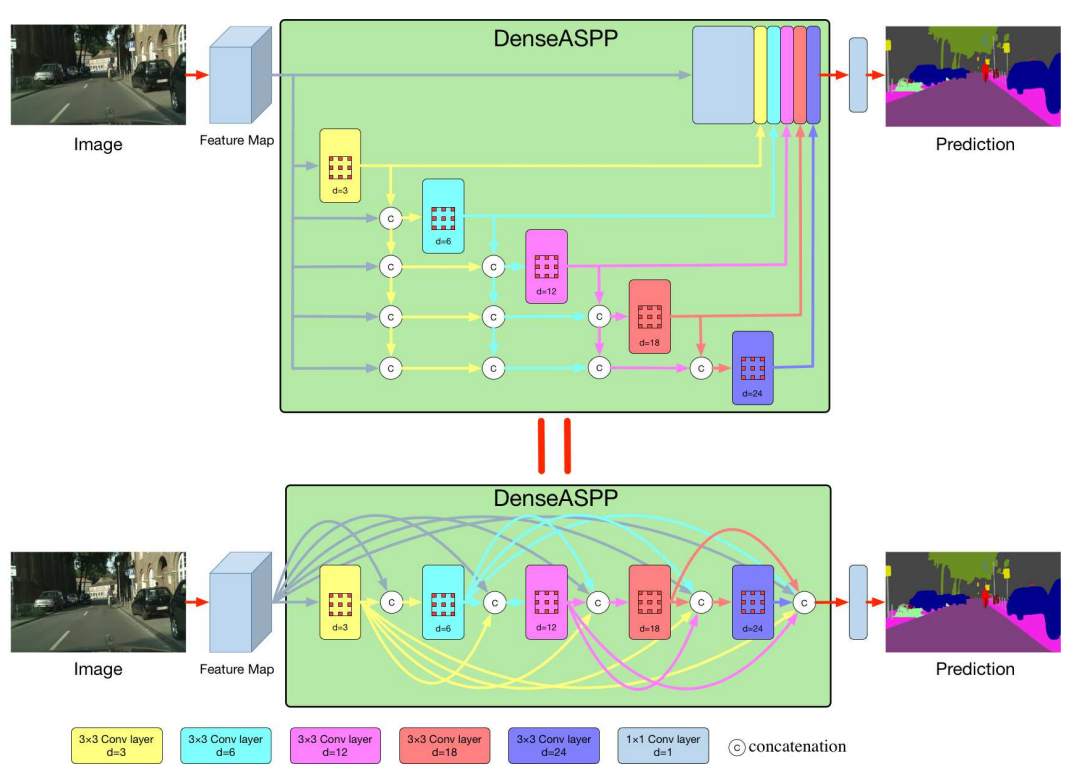 DenseASPP
Image
Feature Map
Prediction
d=3
C
d=6
C
C
d=12
C
C
C
d=18
C
C
C
C
d=24
DenseASPP
d=3
C
d=6
C
d=12
C
d=18
C
d=24
C
Image
Feature Map
Prediction
3×3 Conv layer
d=3
3×3 Conv layer
d=6
3×3 Conv layer
d=12
3×3 Conv layer
d=18
3×3 Conv layer
d=24
1×1 Conv layer
d=1
C concatenation